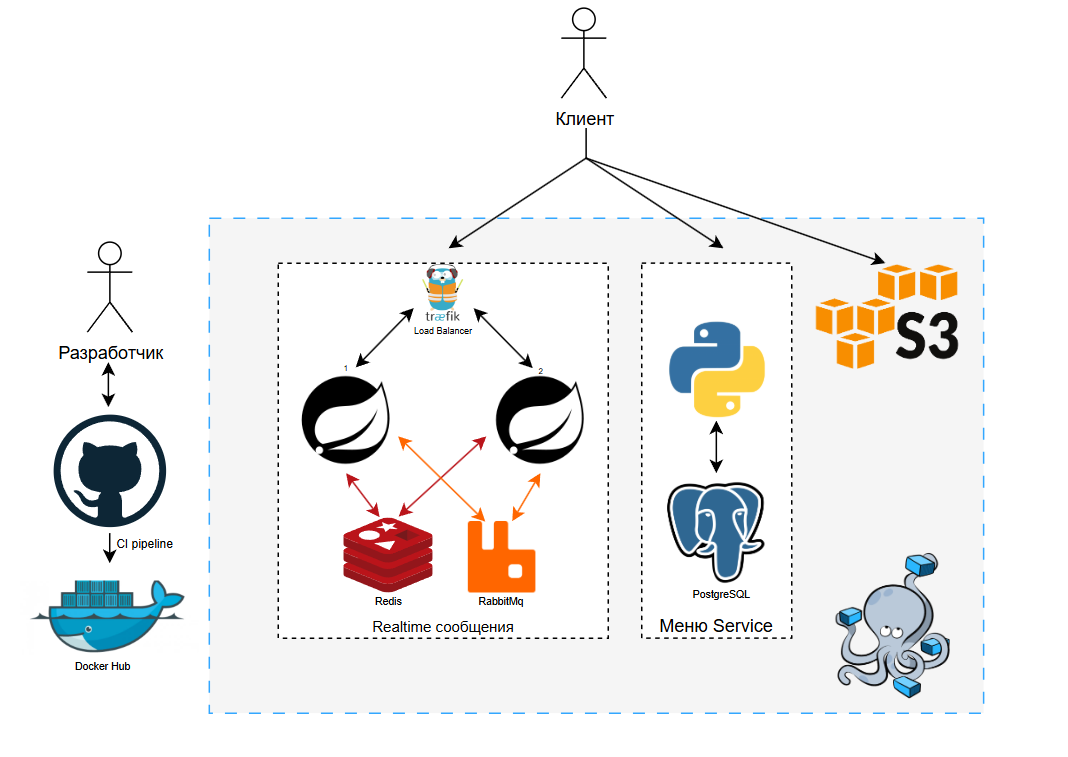 Клиент
Разработчик
CI pipeline
Docker Hub
træfik
Load Balancer
1
2
Redis
RabbitMq
Realtime сообщения
PostgreSQL
Меню Service
S3